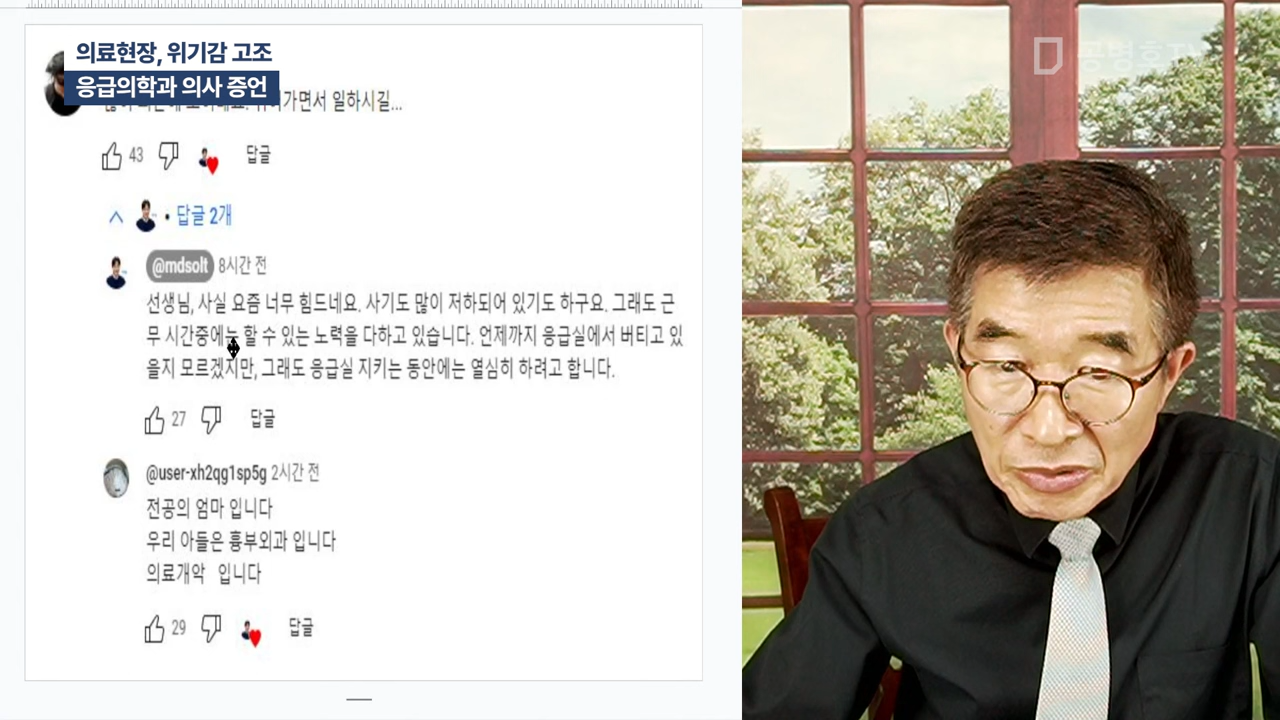 의료현장, 위기감 고조
응급의학과 의사 증언
가면서 일하시길...
43 답글
답글 2개
@mdsolt 8시간 전
선생님, 사실 요즘 너무 힘드네요. 사기도 많이 저하되어 있기도 하구요. 그래도 근
무 시간중에는 할 수 있는 노력을 다하고 있습니다. 언제까지 응급실에서 버티고 있
을지 모르겠지만, 그래도 응급실 지키는 동안에는 열심히 하려고 합니다.
27 답글
@user-xh2qg1sp5g 2시간 전
전공의 엄마 입니다
우리 아들은 흉부외과 입니다
의료개악 입니다
29 답글
공병호TV